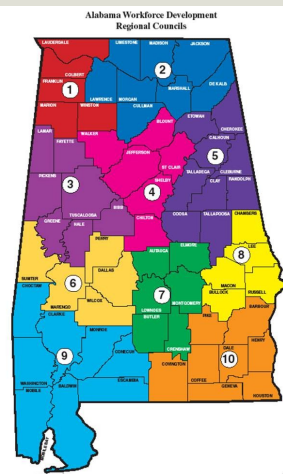 Alabama Workforce Development
Regional Councils
LAUDERDALE
LIMESTONE
MADISON
JACKSON
COLBERT
FRANKLIN
1
2
LAWRENCE
MORGAN
MARSHALL
DE KALB
MARION
WINSTON
CULLMAN
ETOWAH
CHEROKEE
BLOUNT
LAMAR
FAYETTE
WALKER
CALHOUN
5
JEFFERSON
ST CLAIR
CLEBURNE
TALLADEGA
RANDOLPH
CLAY
PICKENS
3
SHELBY
4
TUSCALOOSA
BIBB
COOSA
TALLAPOOSA
CHAMBERS
GREENE
HALE
CHILTON
PERRY
AUTAUGA
ELMORE
LEE
8
SUMTER
6
DALLAS
MACON
RUSSELL
BULLOCK
CHOCTAW
MARENGO
WILCOX
7
MONTGOMERY
LOWNDES
BUTLER
CLARKE
MONROE
PIKE
BARBOUR
CRENSHAW
HENRY
9
CONECUH
DALE
10
COVINGTON
COFFEE
GENEVA
HOUSTON
WASHINGTON
MOBILE
BALDWIN
ESCAMBIA
MOBILE BAY